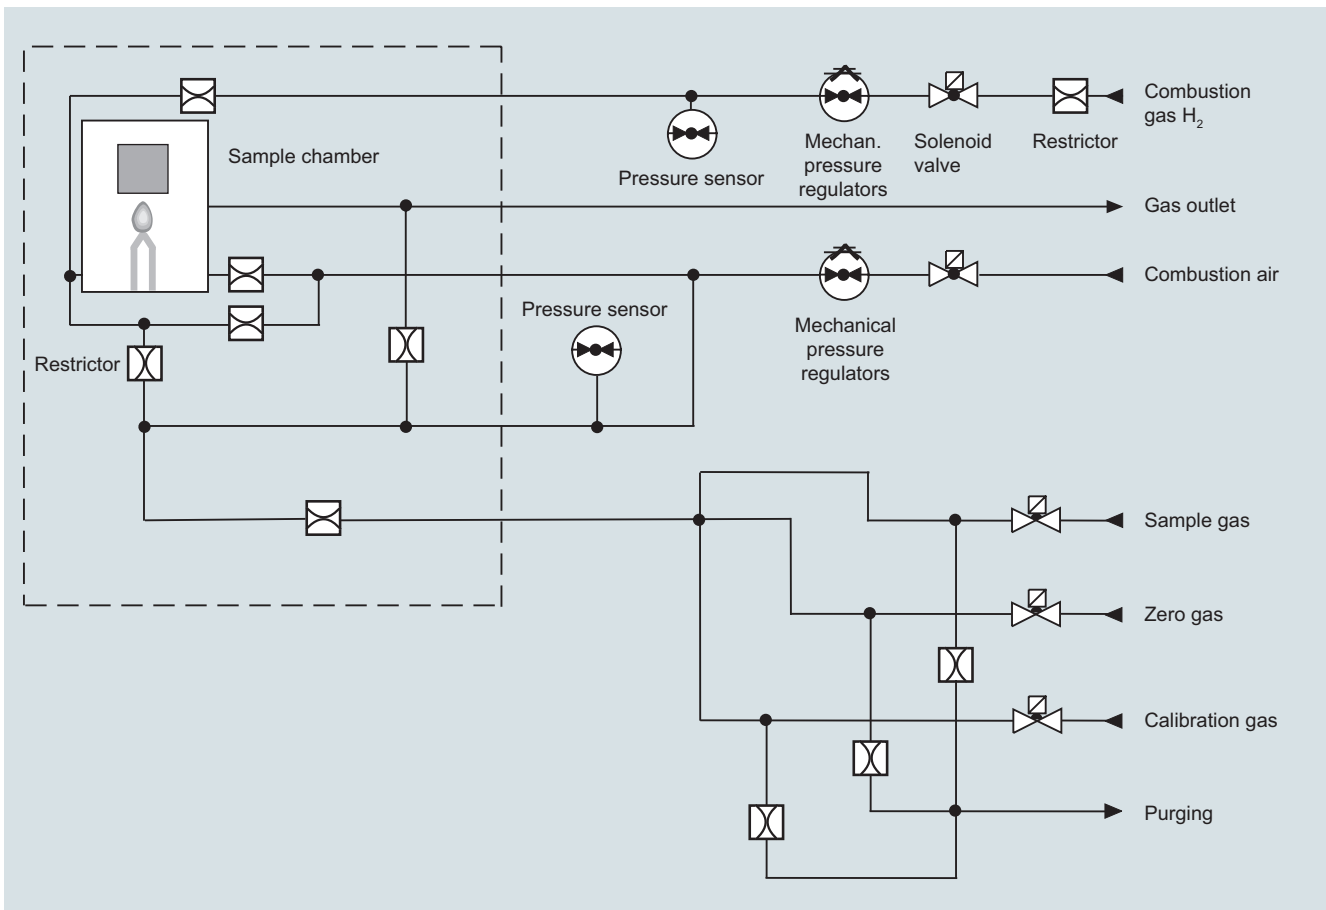 Combustion
gas H₂
Sample chamber
Pressure sensor
Mechan.
pressure
regulators
Solenoid
valve
Restrictor
Gas outlet
Combustion air
Pressure sensor
Mechanical
pressure
regulators
Restrictor
Sample gas
Zero gas
Calibration gas
Purging